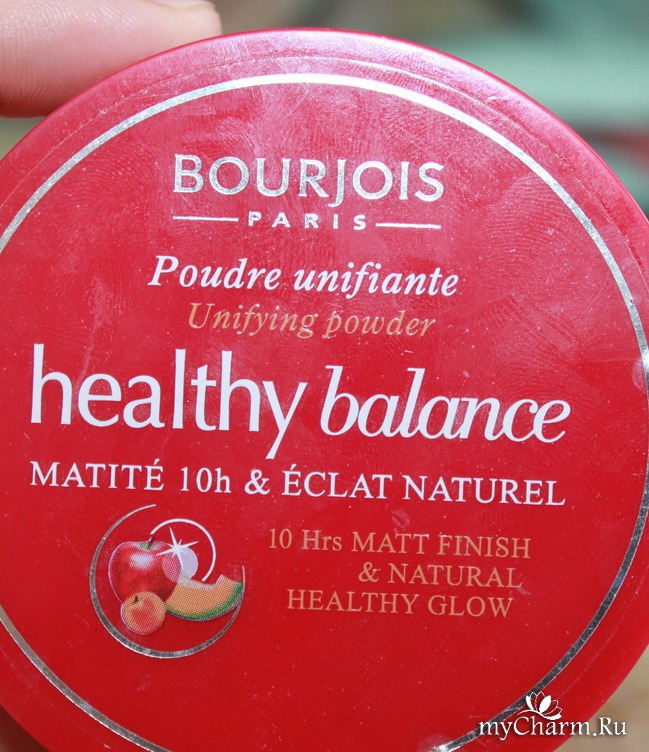 BOURJOIS
PARIS
Poudre unifiante
Unifying powder
healthy balance
MATITÉ 10h & ÉCLAT NATUREL
10 Hrs MATT FINISH
& NATURAL
HEALTHY GLOW
myCharm.Ru